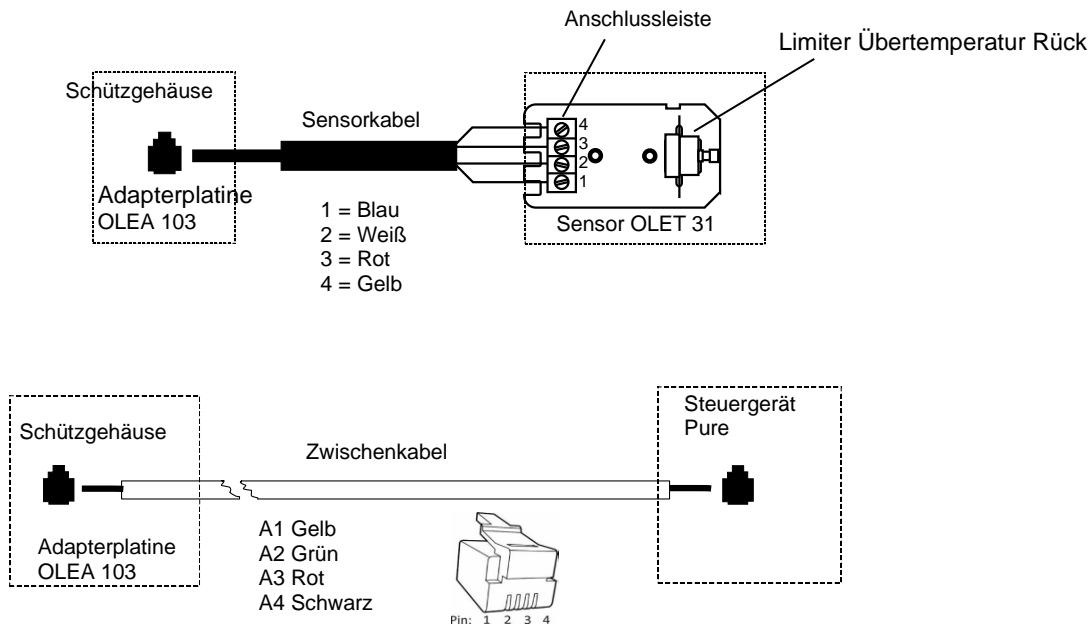 Anschlussleiste
Limiter Übertemperatur Rück
Schützgehäuse
Sensorkabel
4
3
2
1
Adapterplatine
OLEA 103
1 = Blau
2 = Weiß
3 = Rot
4 = Gelb
Sensor OLET 31
Steuergerät
Pure
Schützgehäuse
Zwischenkabel
Adapterplatine
OLEA 103
A1 Gelb
A2 Grün
A3 Rot
A4 Schwarz
Pin: 1 2 3 4